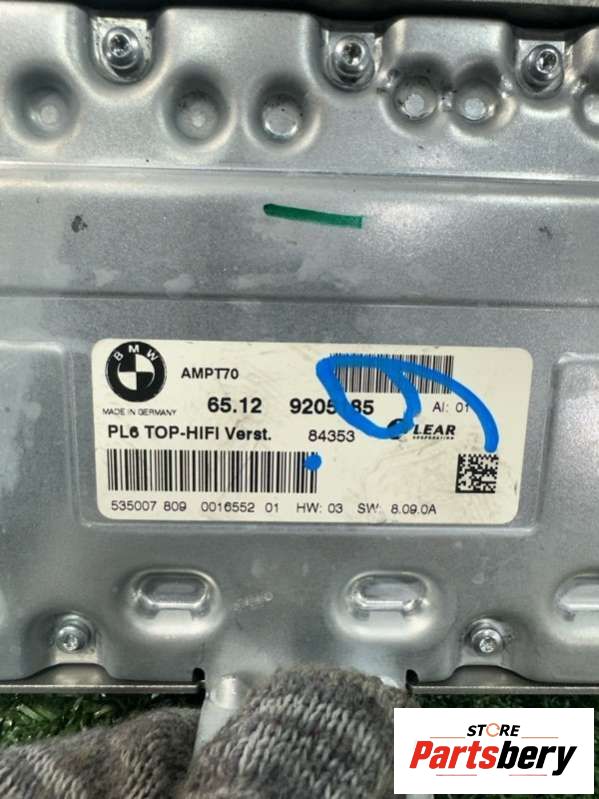 BMW
AMPT70
MADE IN GERMANY
65.12 AI: 01
PL6 TOP-HIFI Verst. 84353 LEAR
CORPORATION
535007 809 0016552 01 HW: 03 SW: 8.09.0A
STORE
Partsbery